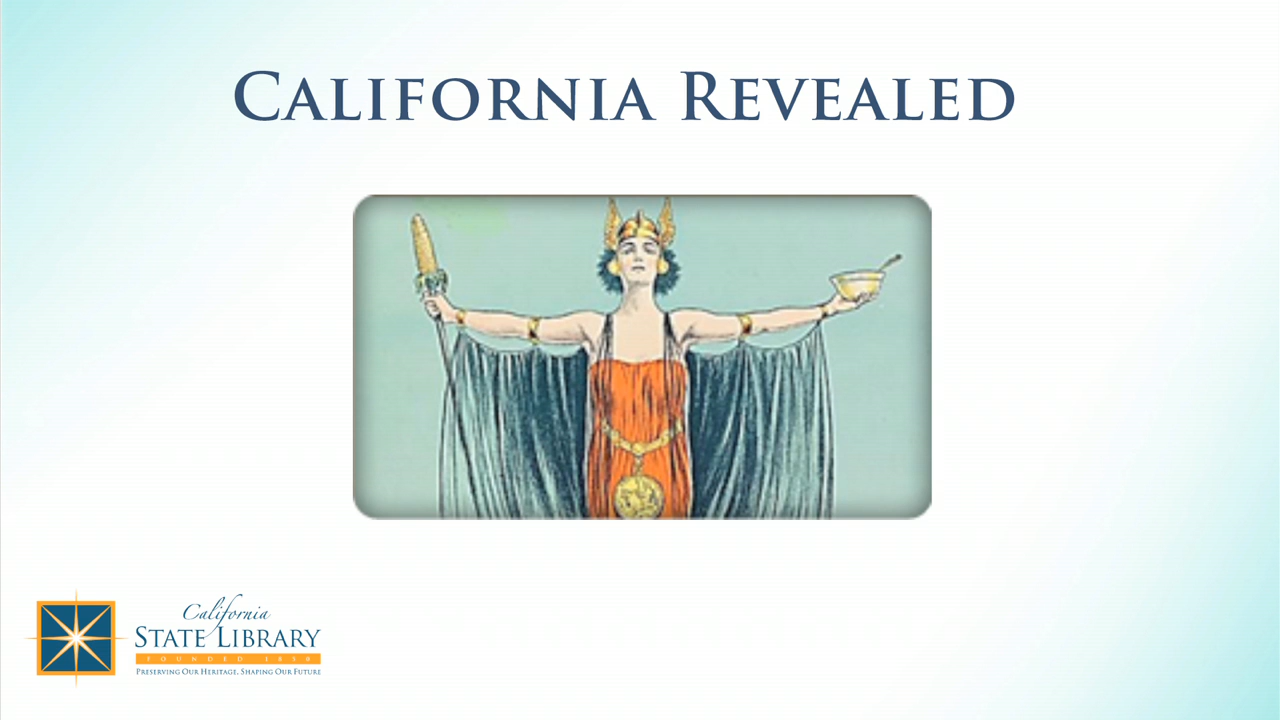 CALIFORNIA REVEALED
California
STATE LIBRARY
FOUNDED 1850
PRESERVING OUR HERITAGE, SHAPING OUR FUTURE